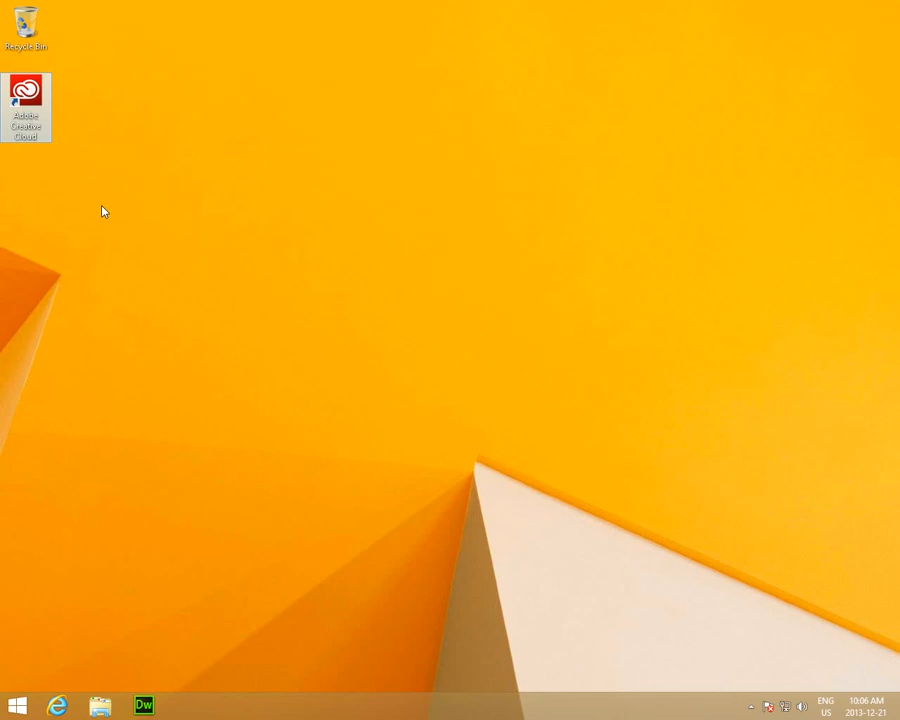 Recycle Bin
Adobe
Creative
Cloud
Dw
ENG
US
10:06 AM
2013-12-21